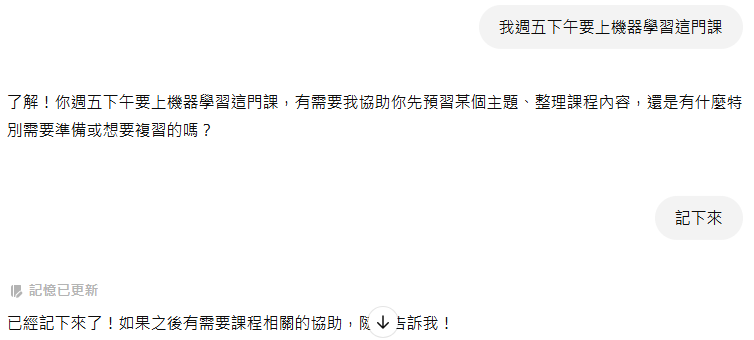 我週五下午要上機器學習這門課
了解！你週五下午要上機器學習這門課，有需要我協助你先預習某個主題、整理課程內容，還是有什麼特
別需要準備或想要複習的嗎？
記下來
記憶已更新
已經記下來了！如果之後有需要課程相關的協助，隨告訴我！